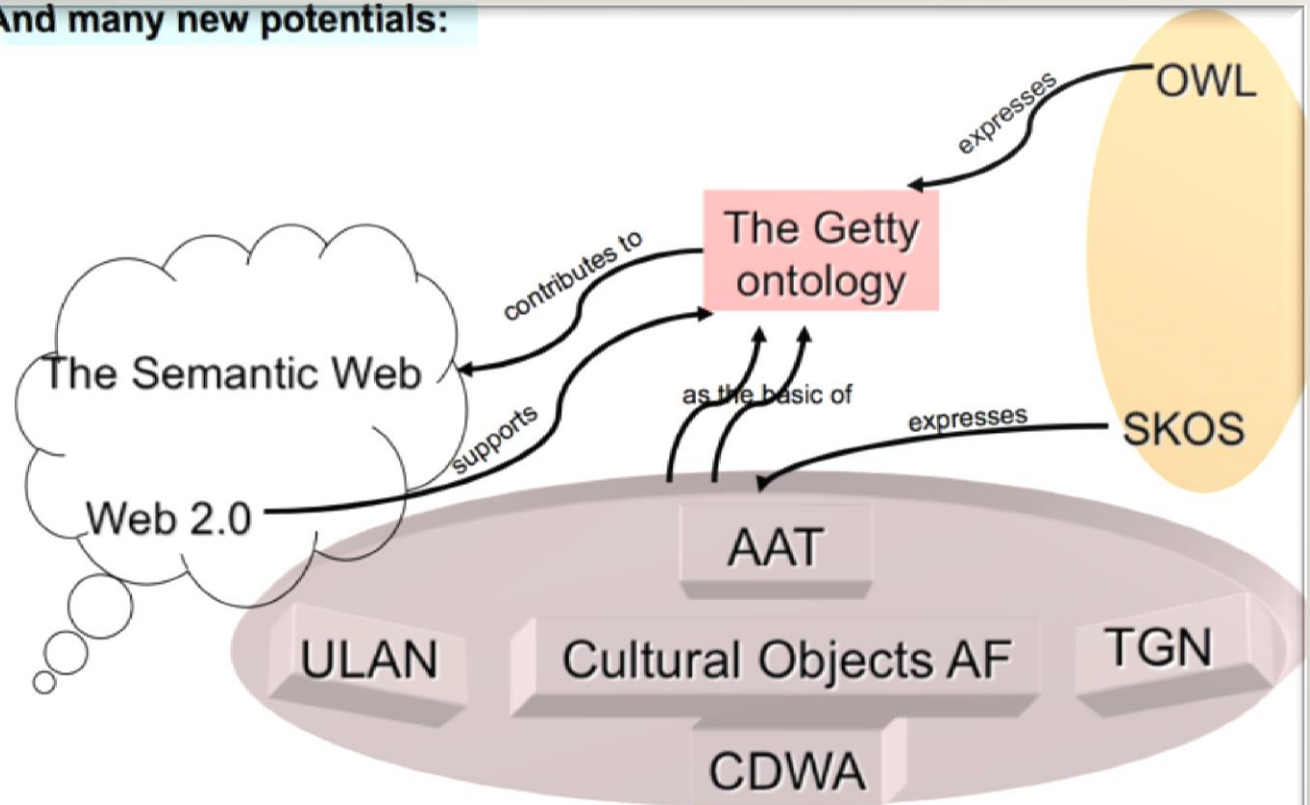 And many new potentials:
OWL
expresses
The Getty
ontology
contributes to
The Semantic Web
as the basic of
supports
expresses
SKOS
Web 2.0
AAT
ULAN
Cultural Objects AF
TGN
CDWA